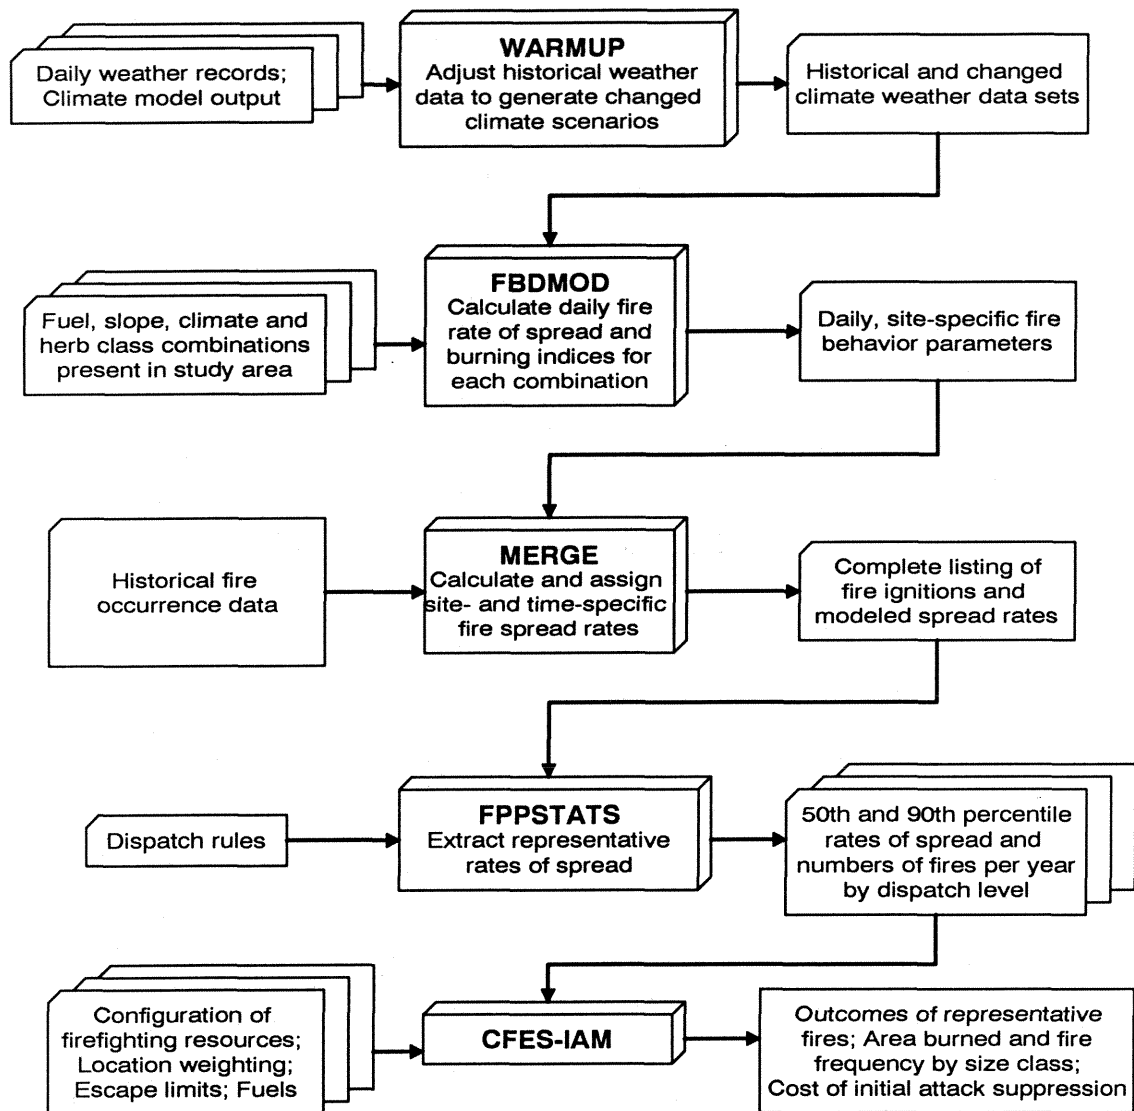 Daily weather records;
Climate model output
WARMUP
Adjust historical weather
data to generate changed
climate scenarios
Historical and changed
climate weather data sets
Fuel, slope, climate and
herb class combinations
present in study area
FBDMOD
Calculate daily fire
rate of spread and
burning indices for
each combination
Daily, site-specific fire
behavior parameters
Historical fire
occurrence data
MERGE
Calculate and assign
site- and time-specific
fire spread rates
Complete listing of
fire ignitions and
modeled spread rates
Dispatch rules
FPPSTATS
Extract representative
rates of spread
50th and 90th percentile
rates of spread and
numbers of fires per year
by dispatch level
Configuration of
firefighting resources;
Location weighting;
Escape limits; Fuels
CFES-IAM
Outcomes of representative
fires; Area burned and fire
frequency by size class;
Cost of initial attack suppression